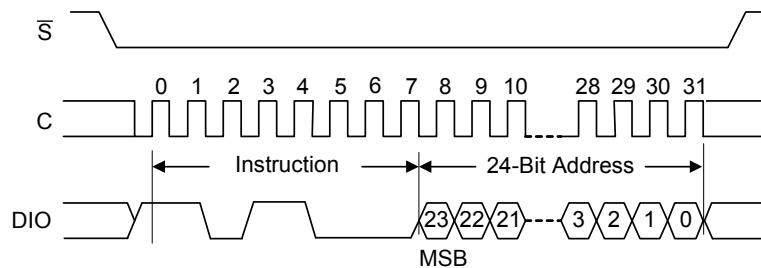 S
0 1 2 3 4 5 6 7 8 9 10 28 29 30 31
C
Instruction 24-Bit Address
DIO 23 22 21 3 2 1 0
MSB